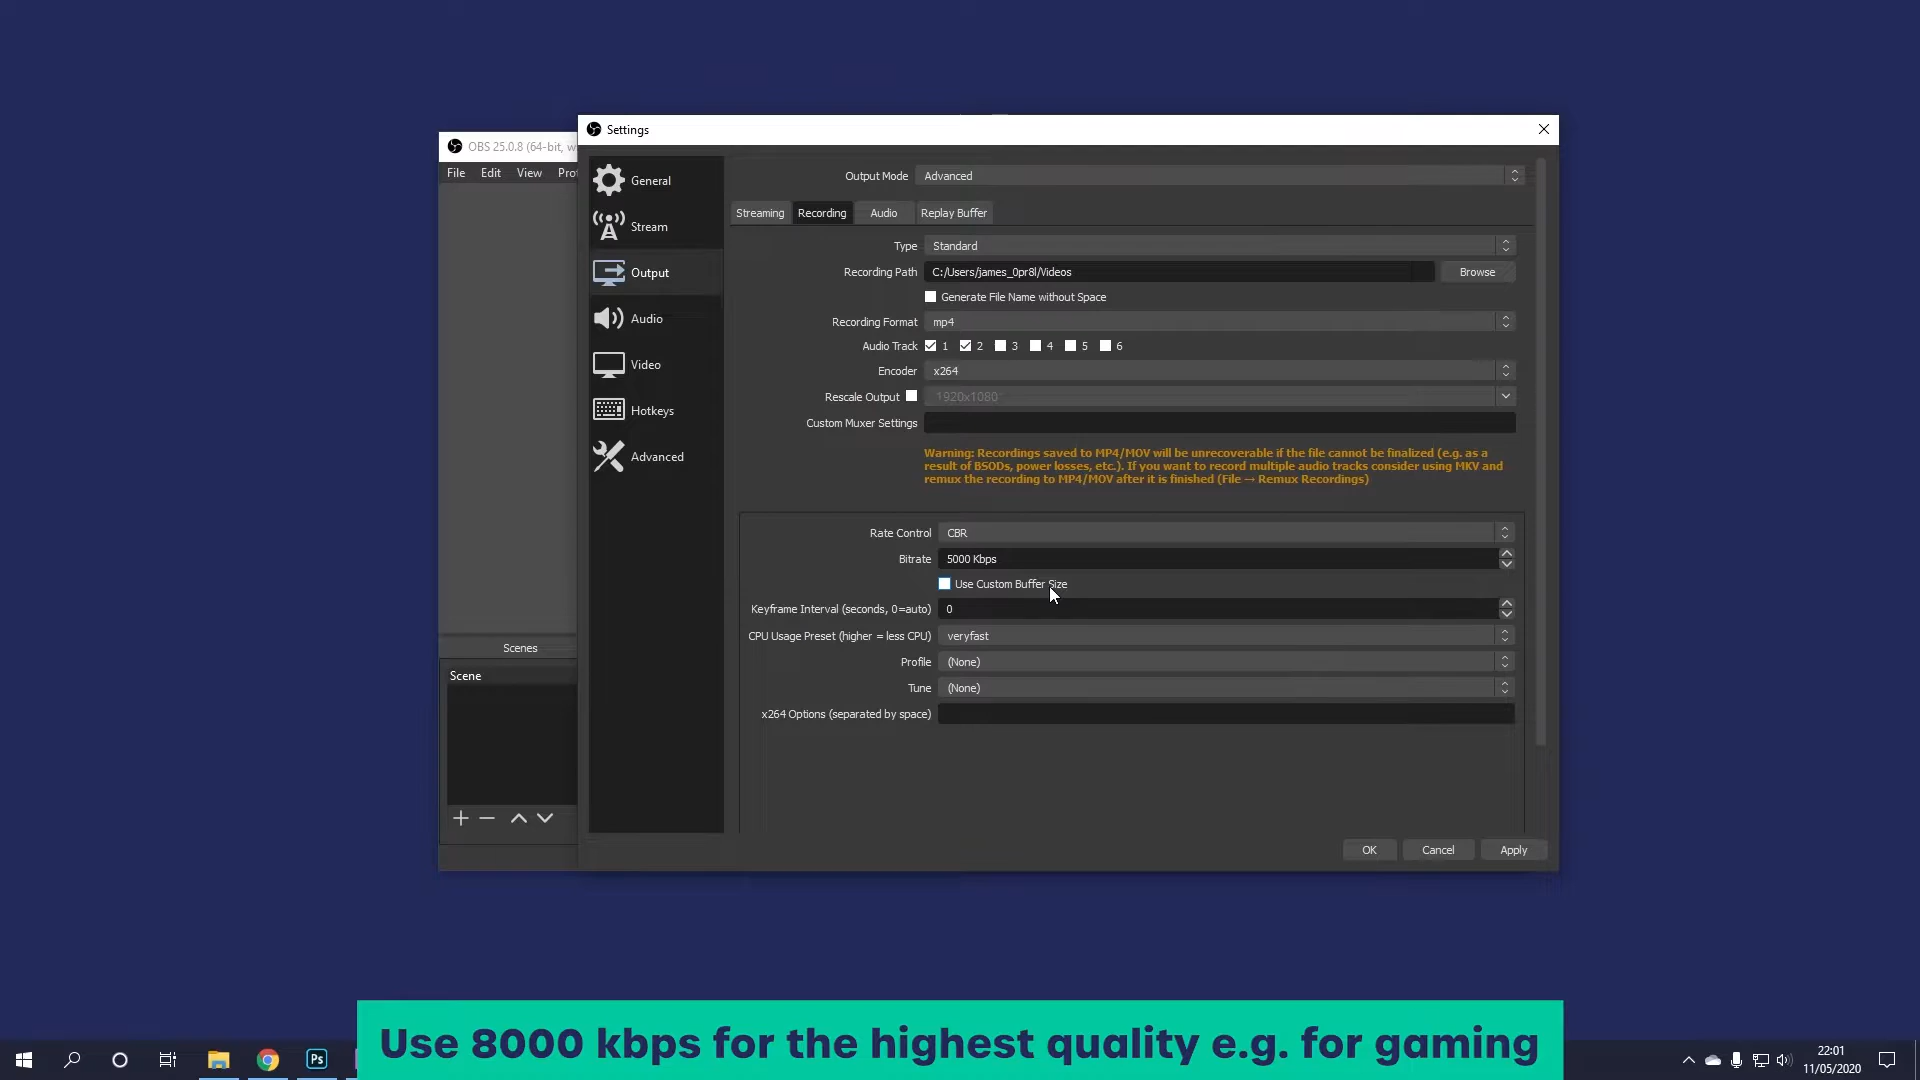 Settings
OBS 25.0.8 (64-bit, w
File Edit View Pro
General
Stream
Output
Audio
Video
Hotkeys
Advanced
Output Mode Advanced
Streaming Recording Audio Replay Buffer
Type Standard
Recording Path C:/Users/james_0pr8l/Videos Browse
Generate File Name without Space
Recording Format mp4
Audio Track 1 2 3 4 5 6
Encoder x264
Rescale Output 1920x1080
Custom Muxer Settings
Warning: Recordings saved to MP4/MOV will be unrecoverable if the file cannot be finalized (e.g. as a
result of BSODs, power losses, etc.). If you want to record multiple audio tracks consider using MKV and
remux the recording to MP4/MOV after it is finished (File → Remux Recordings)
Rate Control CBR
Bitrate 5000 Kbps
Use Custom Buffer Size
Keyframe Interval (seconds, 0=auto) 0
CPU Usage Preset (higher = less CPU) veryfast
Profile (None)
Tune (None)
x264 Options (separated by space)
Scenes
Scene
OK Cancel Apply
Use 8000 kbps for the highest quality e.g. for gaming
Ps
22:01
11/05/2020